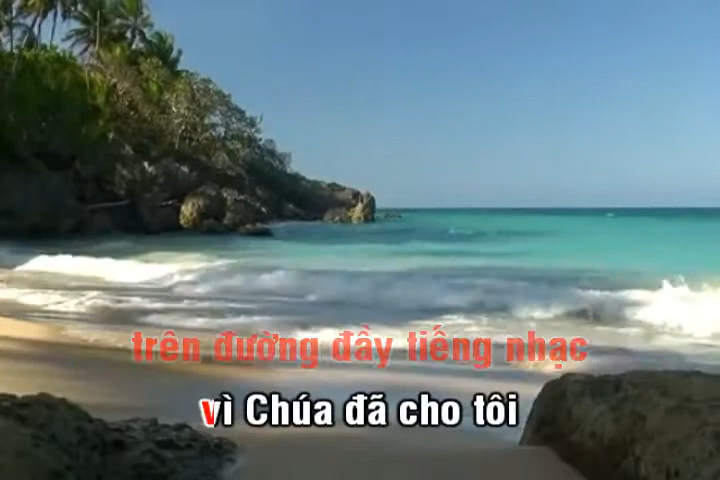 trên đường đầy tiếng nhạc
vì Chúa đã cho tôi